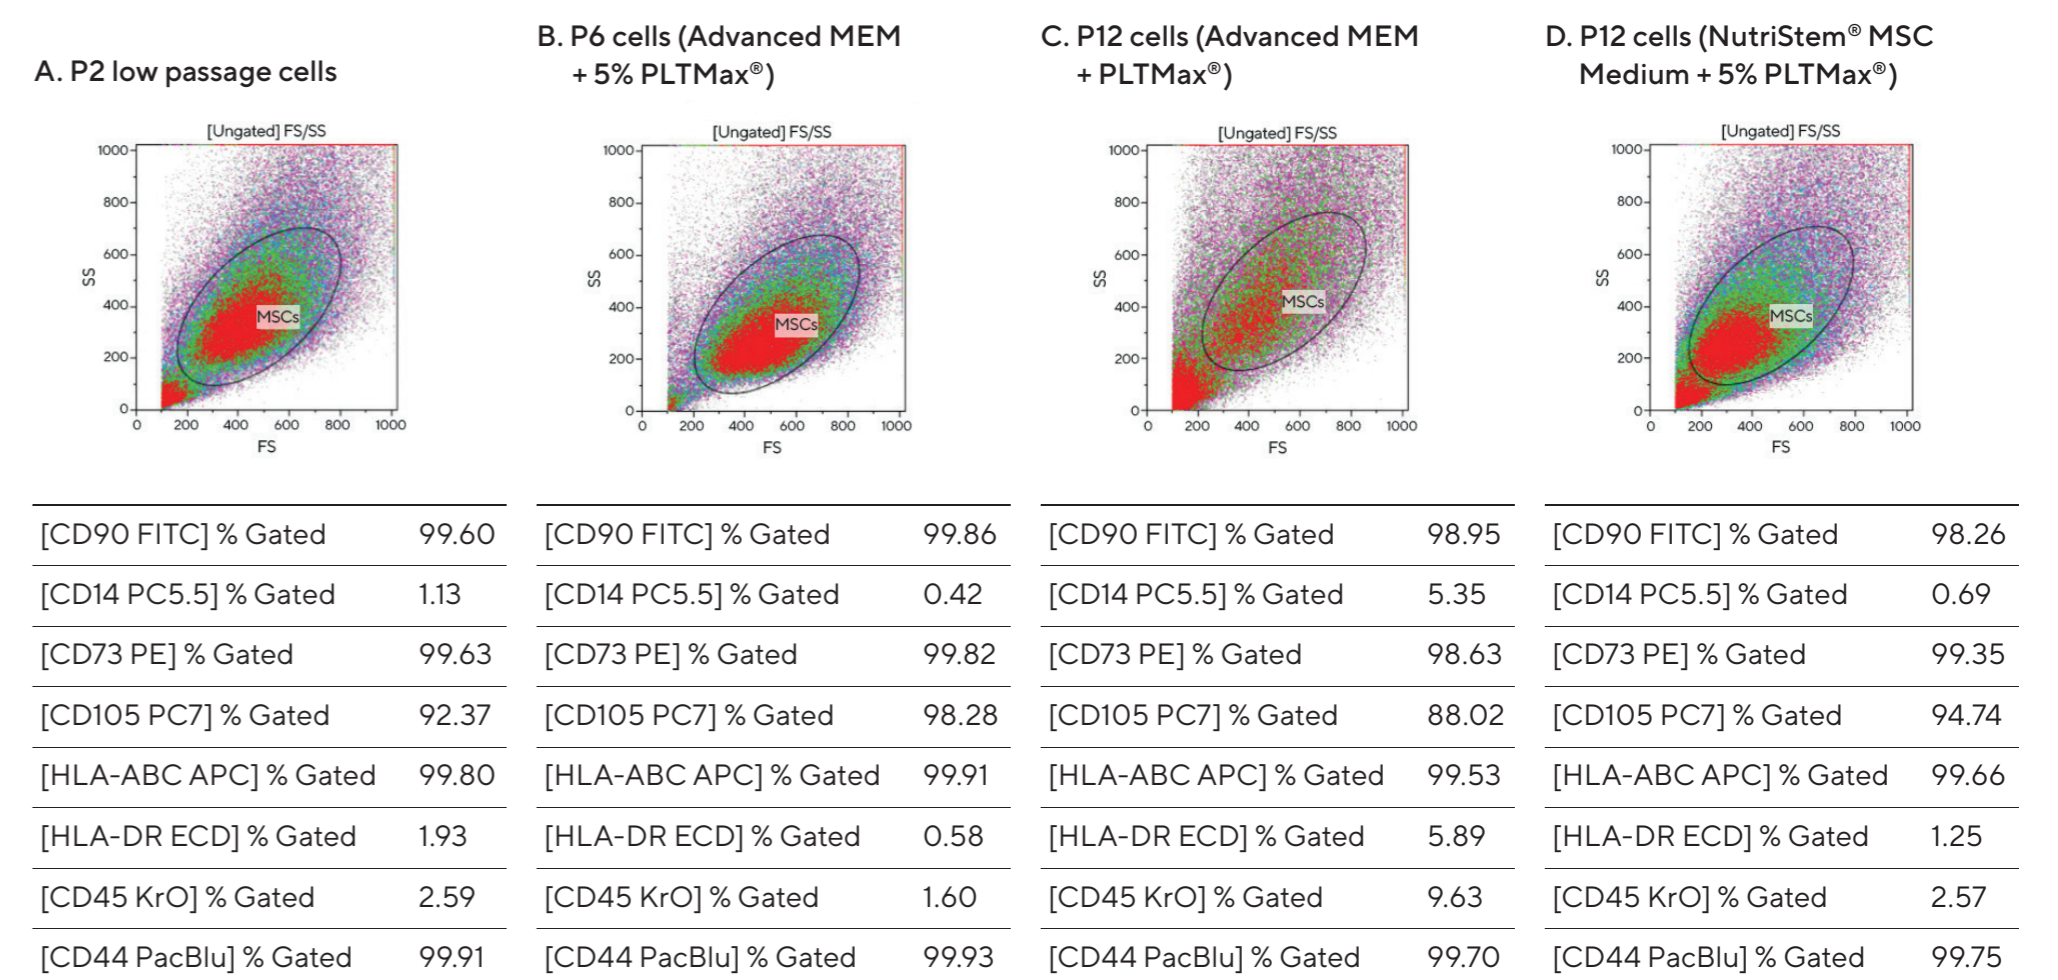 A. P2 low passage cells
[Ungated] FS/SS
1000
800
600
400
200
0
SS
MSCs
0 200 400 600 800 1000
FS
[CD90 FITC] % Gated 99.60
[CD14 PC5.5] % Gated 1.13
[CD73 PE] % Gated 99.63
[CD105 PC7] % Gated 92.37
[HLA-ABC APC] % Gated 99.80
[HLA-DR ECD] % Gated 1.93
[CD45 KrO] % Gated 2.59
[CD44 PacBlu] % Gated 99.91
B. P6 cells (Advanced MEM
+ 5% PLTMax®)
[Ungated] FS/SS
1000
800
600
400
200
0
SS
MSCs
0 200 400 600 800 1000
FS
[CD90 FITC] % Gated 99.86
[CD14 PC5.5] % Gated 0.42
[CD73 PE] % Gated 99.82
[CD105 PC7] % Gated 98.28
[HLA-ABC APC] % Gated 99.91
[HLA-DR ECD] % Gated 0.58
[CD45 KrO] % Gated 1.60
[CD44 PacBlu] % Gated 99.93
C. P12 cells (Advanced MEM
+ PLTMax®)
[Ungated] FS/SS
1000
800
600
400
200
0
SS
MSCs
0 200 400 600 800 1000
FS
[CD90 FITC] % Gated 98.95
[CD14 PC5.5] % Gated 5.35
[CD73 PE] % Gated 98.63
[CD105 PC7] % Gated 88.02
[HLA-ABC APC] % Gated 99.53
[HLA-DR ECD] % Gated 5.89
[CD45 KrO] % Gated 9.63
[CD44 PacBlu] % Gated 99.70
D. P12 cells (NutriStem® MSC
Medium + 5% PLTMax®)
[Ungated] FS/SS
1000
800
600
400
200
0
SS
MSCs
0 200 400 600 800 1000
FS
[CD90 FITC] % Gated 98.26
[CD14 PC5.5] % Gated 0.69
[CD73 PE] % Gated 99.35
[CD105 PC7] % Gated 94.74
[HLA-ABC APC] % Gated 99.66
[HLA-DR ECD] % Gated 1.25
[CD45 KrO] % Gated 2.57
[CD44 PacBlu] % Gated 99.75